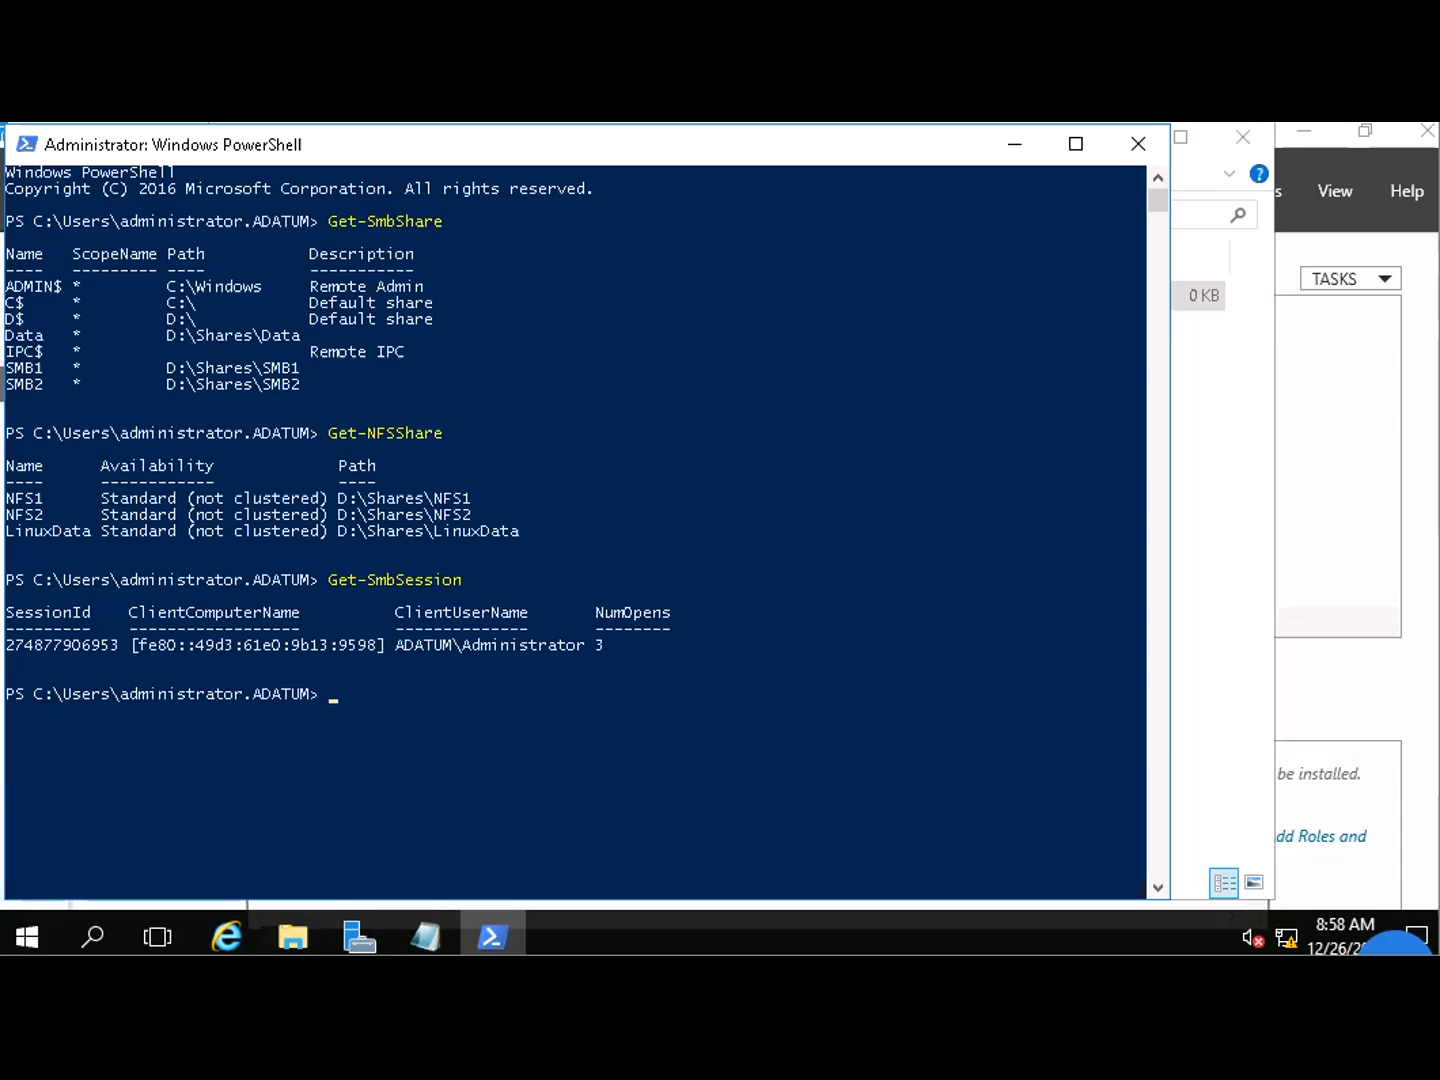 Administrator: Windows PowerShell
Windows PowerShell
Copyright (C) 2016 Microsoft Corporation. All rights reserved.
PS C:\Users\administrator.ADATUM> Get-SmbShare
Name ScopeName Path Description
---- --------- ---- -----------
ADMIN$ * C:\Windows Remote Admin
C$ * C:\ Default share
D$ * D:\ Default share
Data * D:\Shares\Data
IPC$ * Remote IPC
SMB1 * D:\Shares\SMB1
SMB2 * D:\Shares\SMB2
PS C:\Users\administrator.ADATUM> Get-NFSShare
Name Availability Path
---- ------------ ----
NFS1 Standard (not clustered) D:\Shares\NFS1
NFS2 Standard (not clustered) D:\Shares\NFS2
LinuxData Standard (not clustered) D:\Shares\LinuxData
PS C:\Users\administrator.ADATUM> Get-SmbSession
SessionId ClientComputerName ClientUserName NumOpens
--------- ------------------ -------------- --------
274877906953 [fe80::49d3:61e0:9b13:9598] ADATUM\Administrator 3
PS C:\Users\administrator.ADATUM> _
s View Help
TASKS
0 KB
be installed.
dd Roles and
8:58 AM
12/26/2